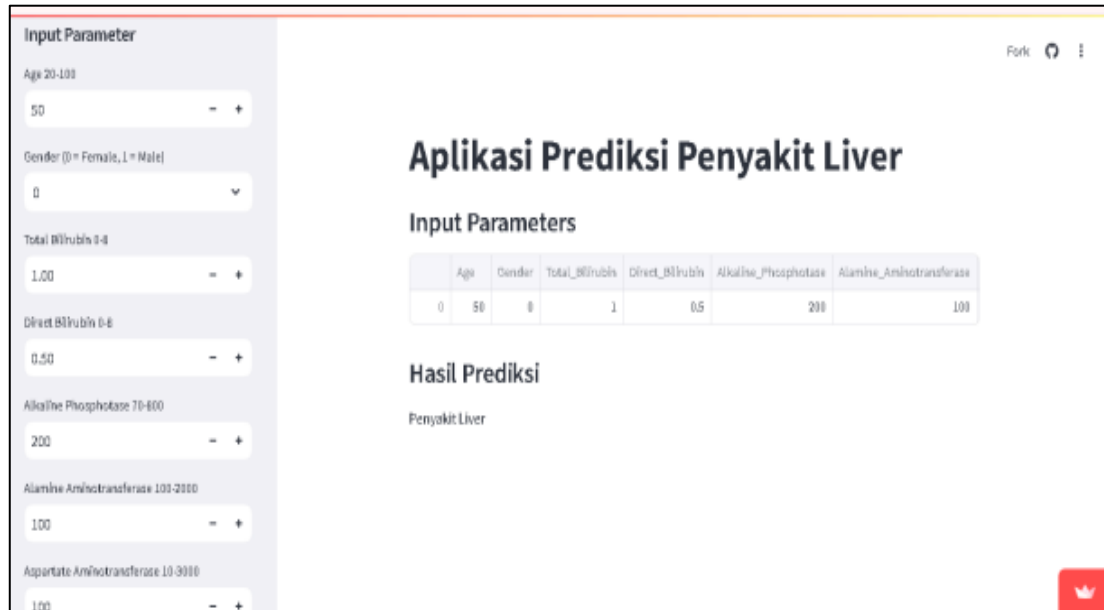 Input Parameter
Age 20-100
50
- +
Gender (0 = Female, 1 = Male)
0
Total Bilirubin 0-8
1.00
- +
Direct Bilirubin 0-8
0.50
- +
Alkaline Phosphotase 70-800
200
- +
Alamine Aminotransferase 100-2000
100
- +
Aspartate Aminotransferase 10-3000
100
- +
Fork
Aplikasi Prediksi Penyakit Liver
Input Parameters
Age Gender Total_Bilirubin Direct_Bilirubin Alkaline_Phosphotase Alamine_Aminotransferase
0 50 0 1 0.5 200 100
Hasil Prediksi
Penyakit Liver